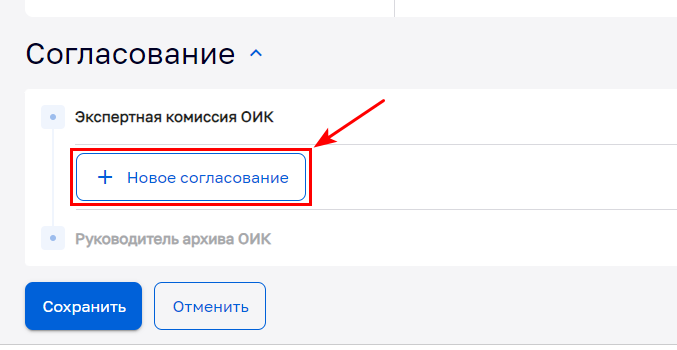 Согласование
Экспертная комиссия ОИК
+ Новое согласование
Руководитель архива ОИК
Сохранить
Отменить